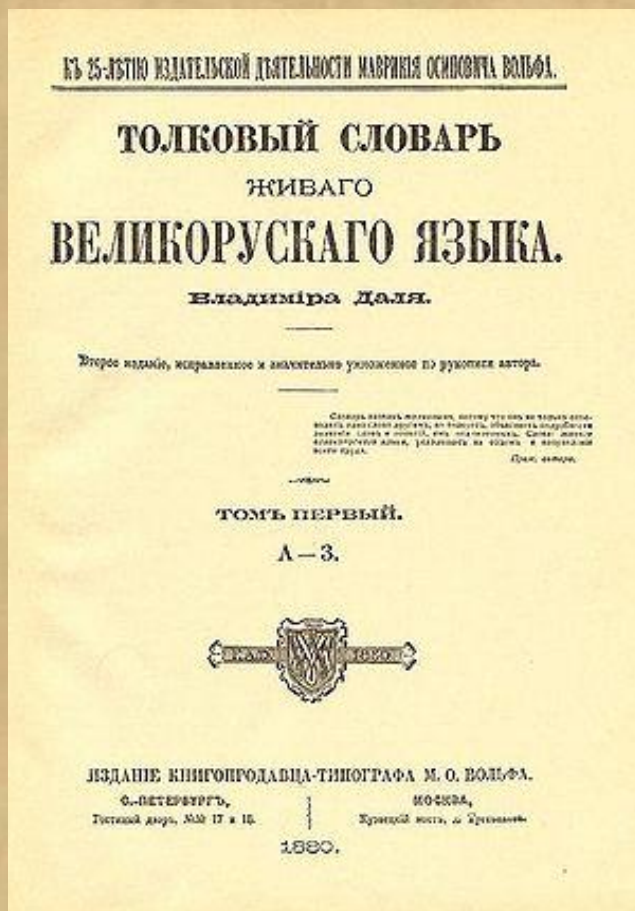 КЪ 25-ЛѢТІЮ ИЗДАТЕЛЬСКОЙ ДѢЯТЕЛЬНОСТИ МАВРИКІЯ ОСИПОВИЧА ВОЛЬФА.
ТОЛКОВЫЙ СЛОВАРЬ
ЖИВАГО
ВЕЛИКОРУСКАГО ЯЗЫКА.
Владиміра Даля.
Второе изданіе, исправленное и значительно умноженное по рукописи автора.
ТОМЪ ПЕРВЫЙ.
А—З.
ИЗДАНІЕ КНИГОПРОДАВЦА-ТИПОГРАФА М. О. ВОЛЬФА.
С.-ПЕТЕРБУРГЪ,
Гостиный дворъ, №№ 17 и 18.
МОСКВА,
Кузнецкій мостъ, д.
1880.